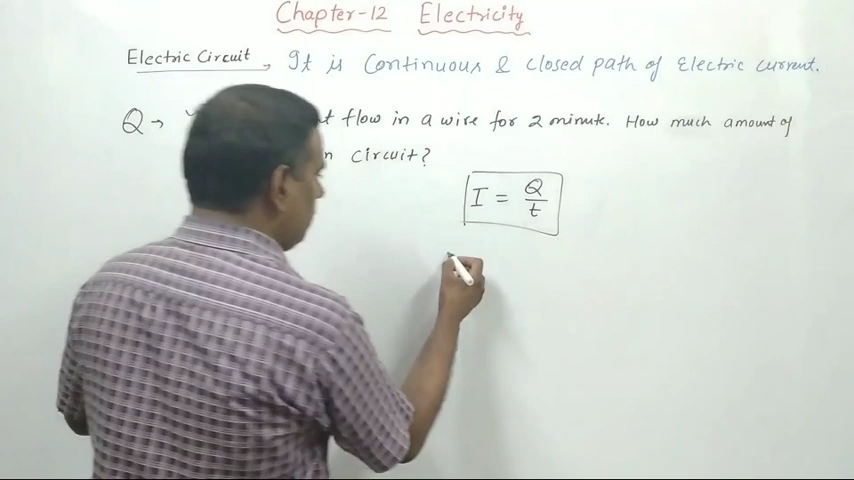 Chapter-12 Electricity
Electric Circuit → It is Continuous & closed path of Electric current.
Q → flow in a wire for 2 minute. How much amount of
circuit?
I = Q/t